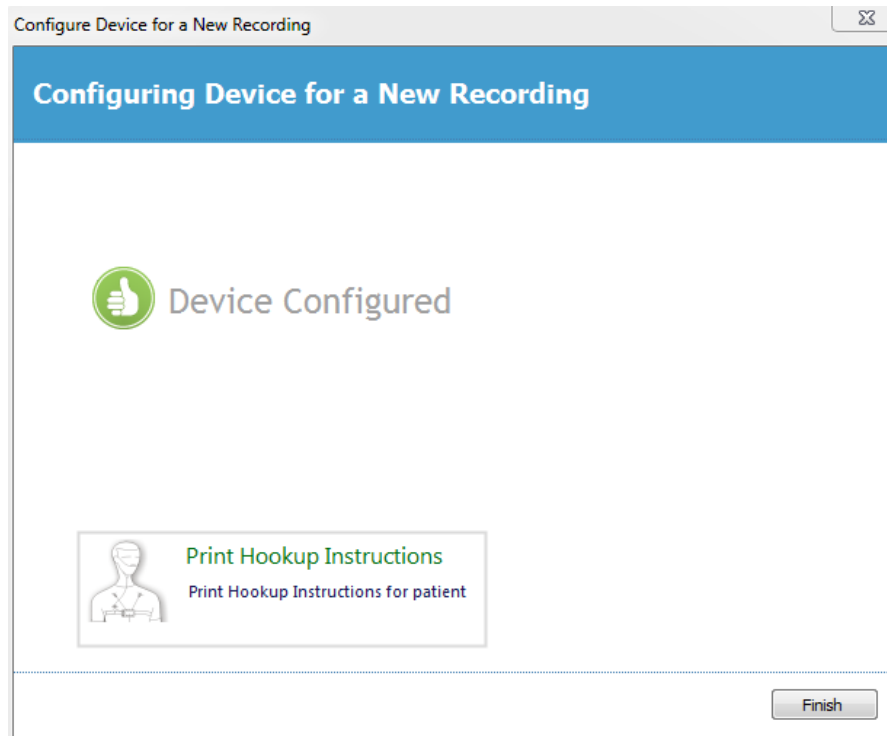 Configure Device for a New Recording
Configuring Device for a New Recording
Device Configured
Print Hookup Instructions
Print Hookup Instructions for patient
Finish